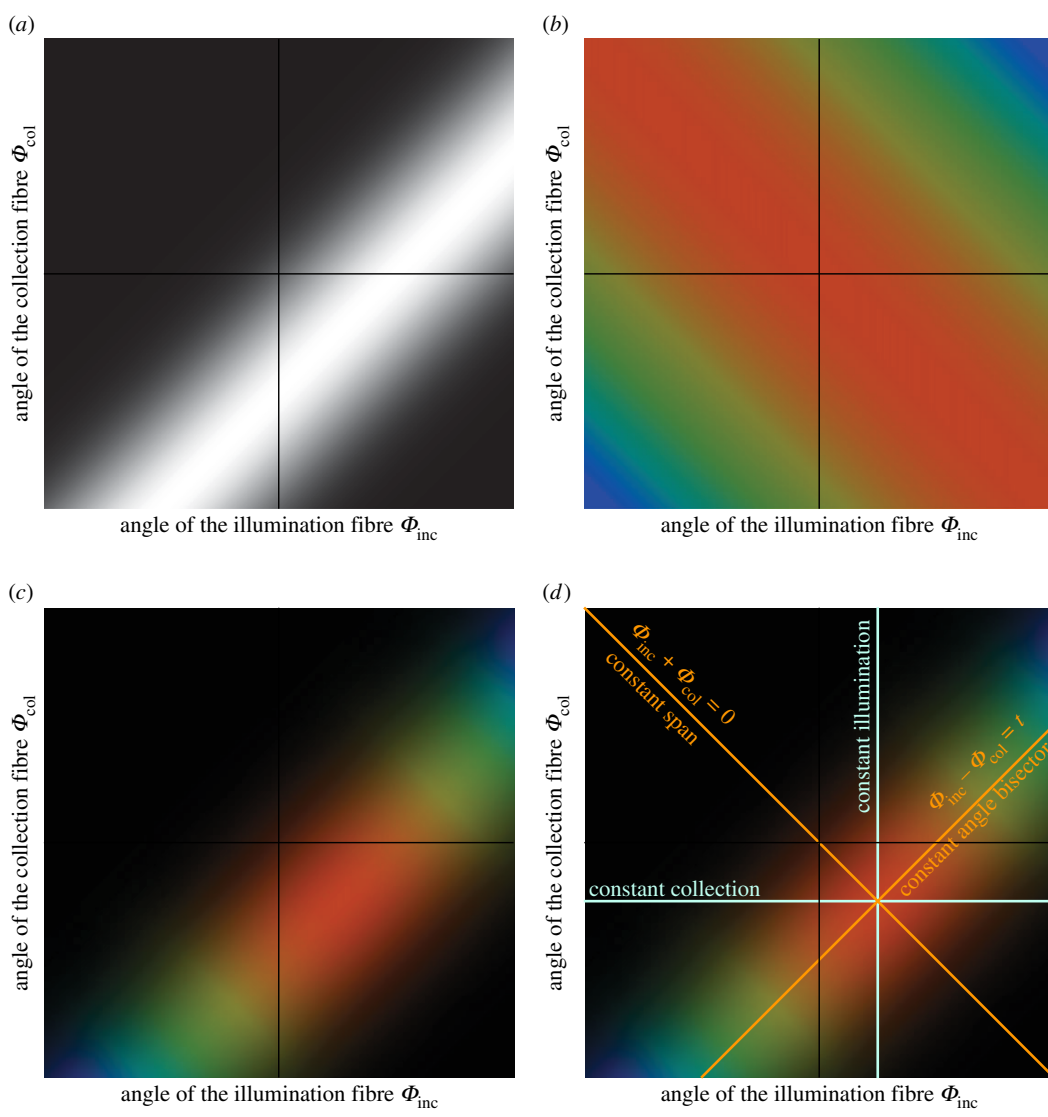 (a)
angle of the collection fibre Φcol
angle of the illumination fibre Φinc
(b)
angle of the collection fibre Φcol
angle of the illumination fibre Φinc
(c)
angle of the collection fibre Φcol
angle of the illumination fibre Φinc
(d)
angle of the collection fibre Φcol
Φinc + Φcol = 0
constant span
constant illumination
Φinc − Φcol = t
constant angle bisector
constant collection
angle of the illumination fibre Φinc